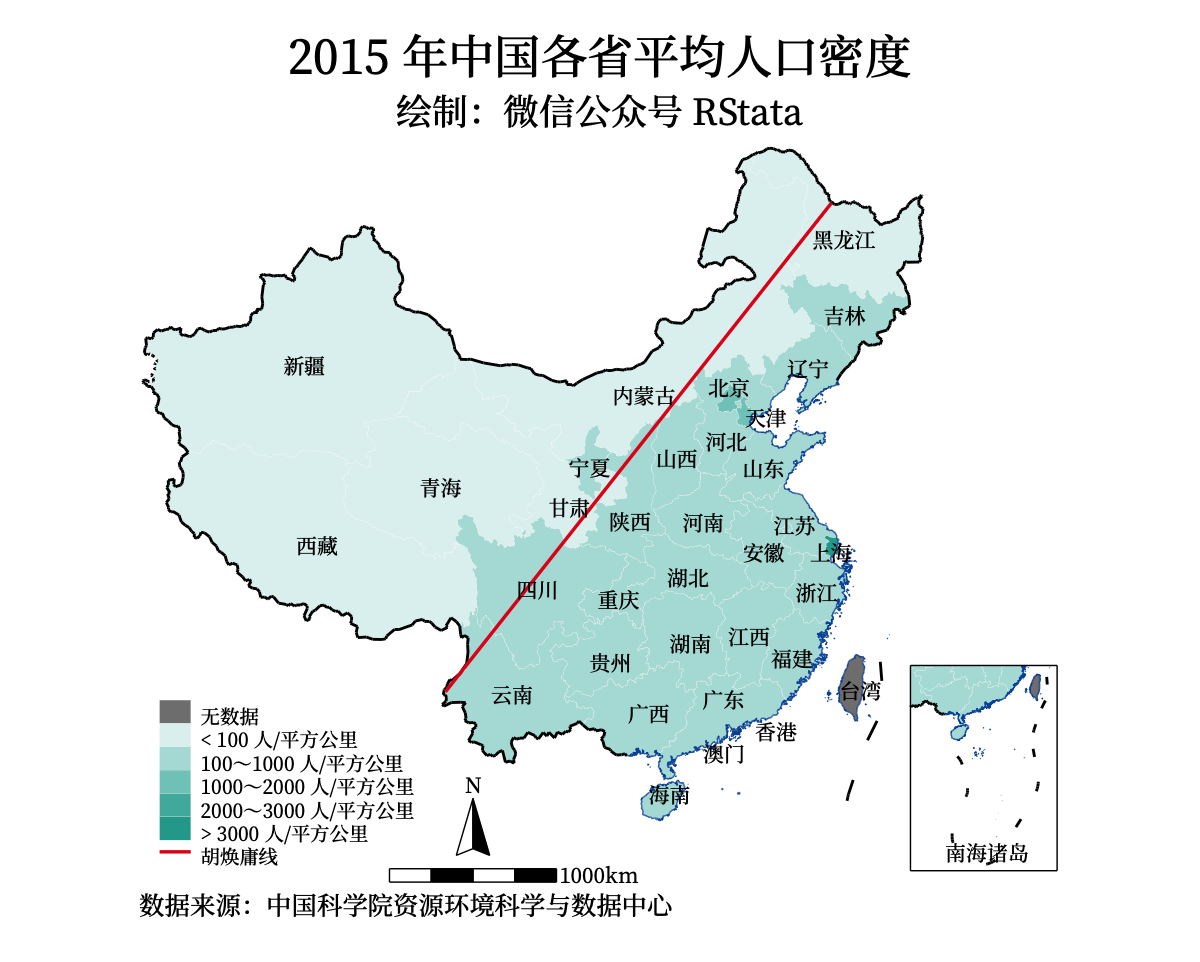 2015 年中国各省平均人口密度
绘制：微信公众号 RStata
黑龙江
吉林
新疆
辽宁
内蒙古
北京
天津
河北
山西
宁夏
山东
青海
甘肃
陕西
河南
江苏
西藏
安徽
上海
湖北
四川
重庆
浙江
湖南
江西
贵州
福建
云南
广东
台湾
广西
香港
澳门
海南
无数据
< 100 人/平方公里
100～1000 人/平方公里
1000～2000 人/平方公里
2000～3000 人/平方公里
> 3000 人/平方公里
胡焕庸线
N
1000km
南海诸岛
数据来源：中国科学院资源环境科学与数据中心